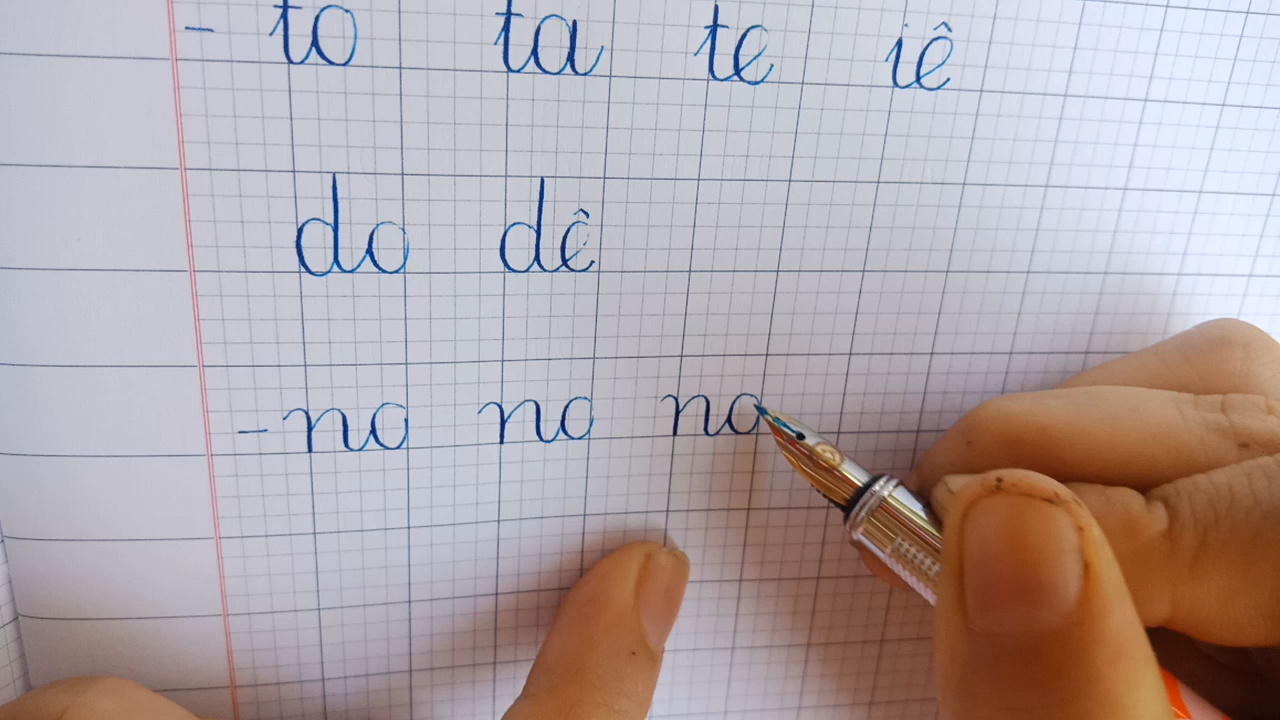 - to ta te iê
do dê
- no no no